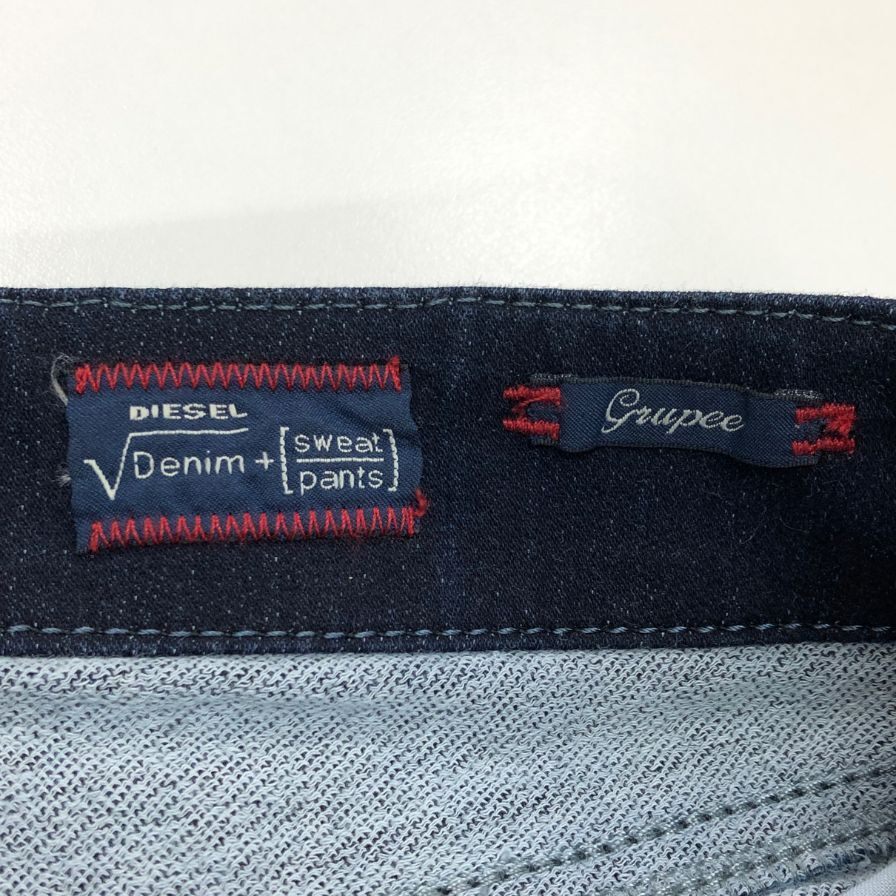 DIESEL
√Denim + [sweat
pants]
Grupee